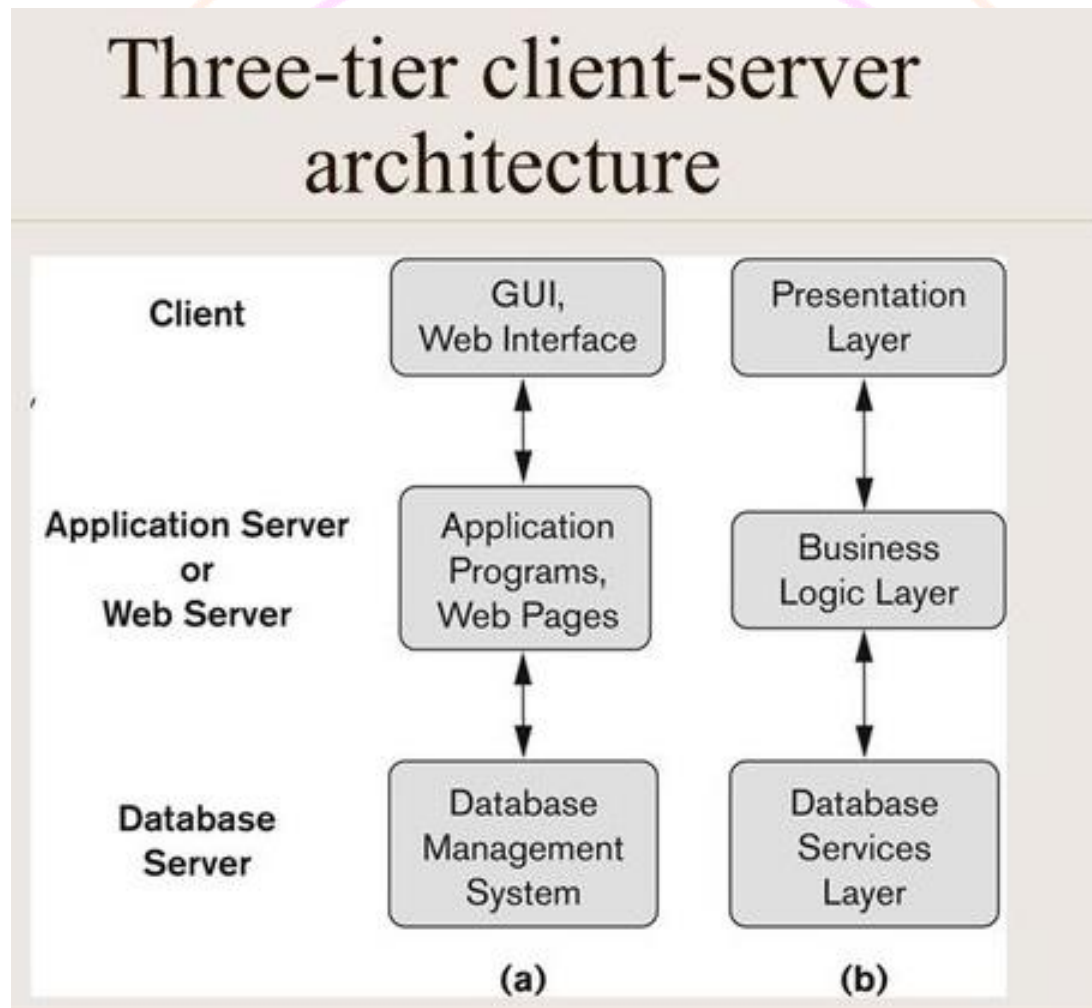 Three-tier client-server
architecture
Client
GUI,
Web Interface
Presentation
Layer
Application Server
or
Web Server
Application
Programs,
Web Pages
Business
Logic Layer
Database
Server
Database
Management
System
Database
Services
Layer
(a)
(b)